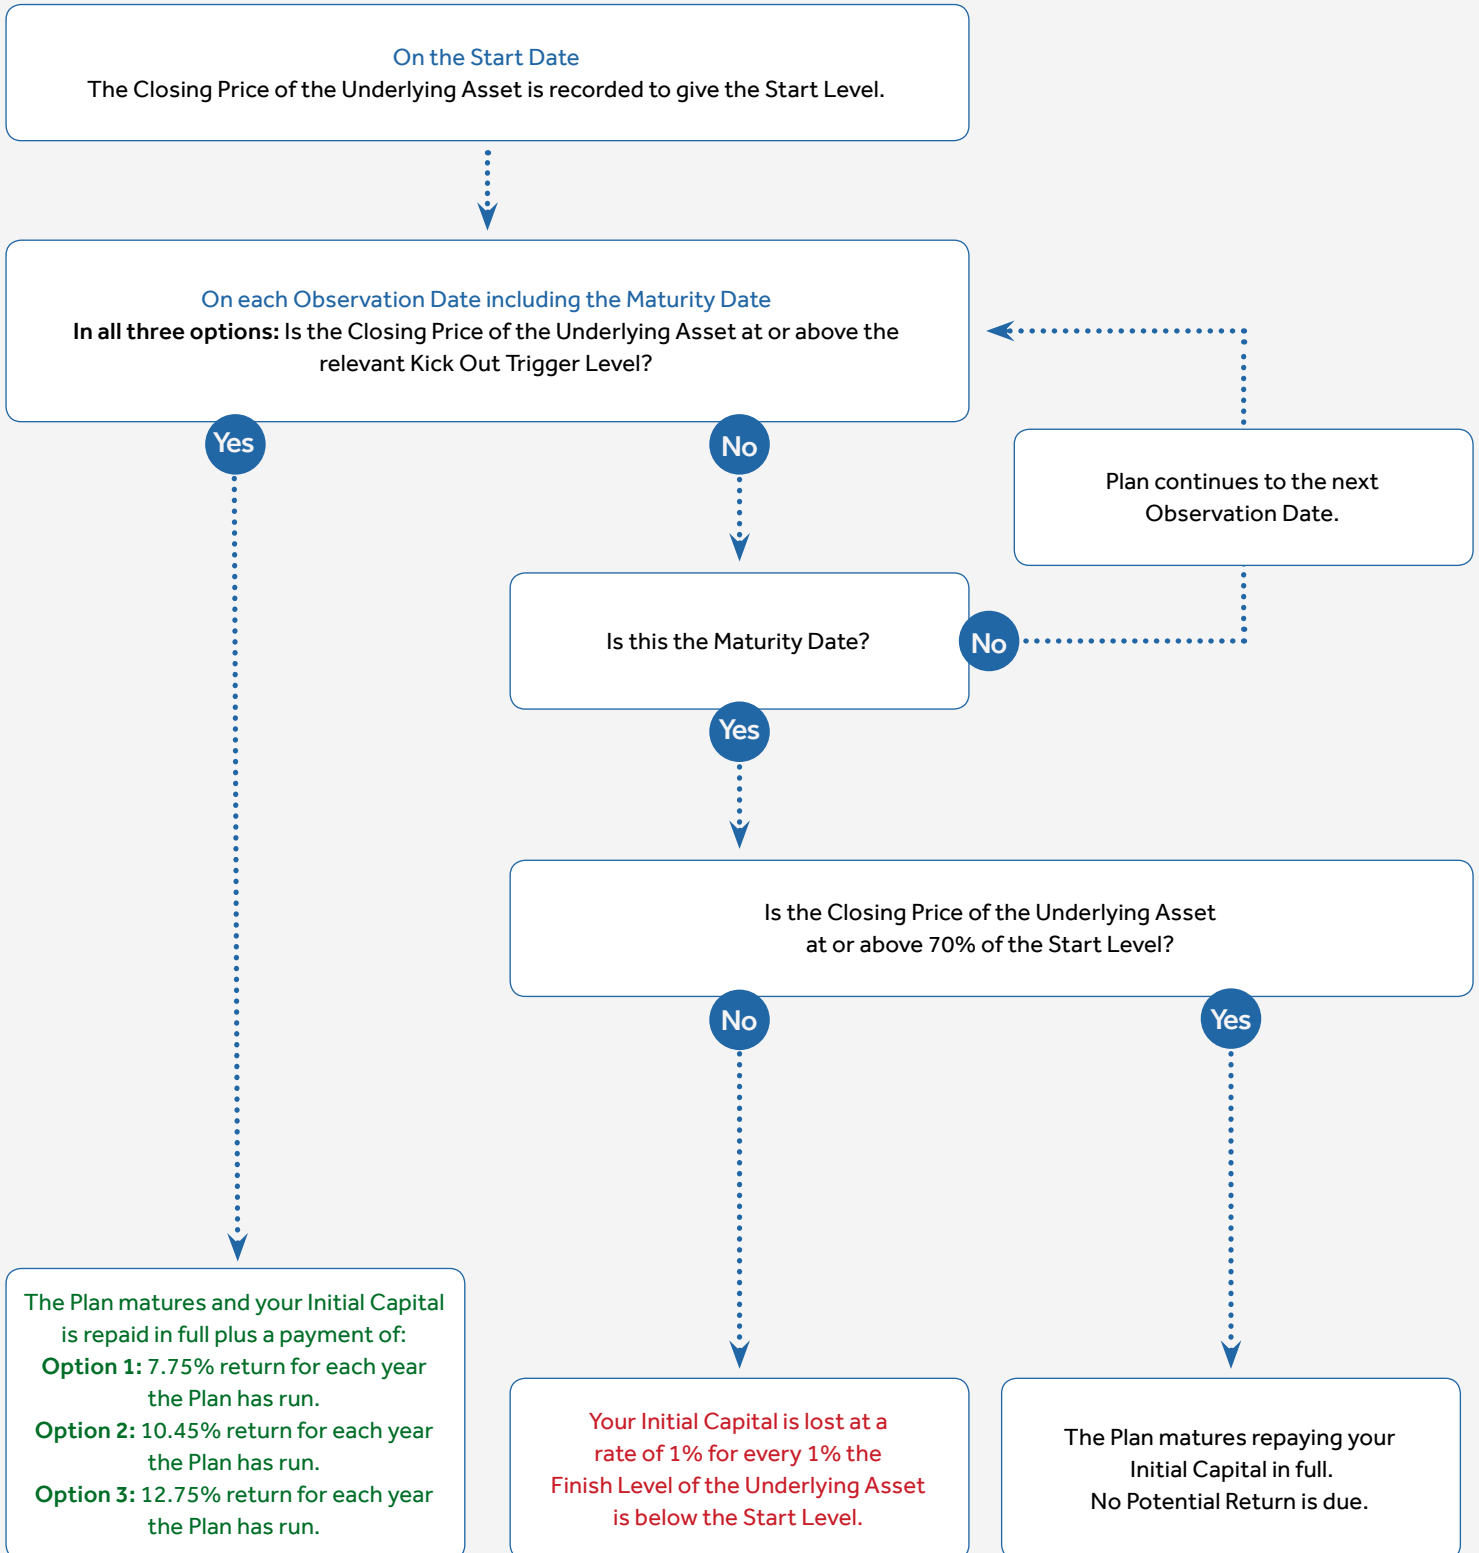 On the Start Date
The Closing Price of the Underlying Asset is recorded to give the Start Level.
On each Observation Date including the Maturity Date
In all three options: Is the Closing Price of the Underlying Asset at or above the
relevant Kick Out Trigger Level?
Yes
No
Plan continues to the next
Observation Date.
Is this the Maturity Date?
No
Yes
Is the Closing Price of the Underlying Asset
at or above 70% of the Start Level?
No
Yes
The Plan matures and your Initial Capital
is repaid in full plus a payment of:
Option 1: 7.75% return for each year
the Plan has run.
Option 2: 10.45% return for each year
the Plan has run.
Option 3: 12.75% return for each year
the Plan has run.
Your Initial Capital is lost at a
rate of 1% for every 1% the
Finish Level of the Underlying Asset
is below the Start Level.
The Plan matures repaying your
Initial Capital in full.
No Potential Return is due.